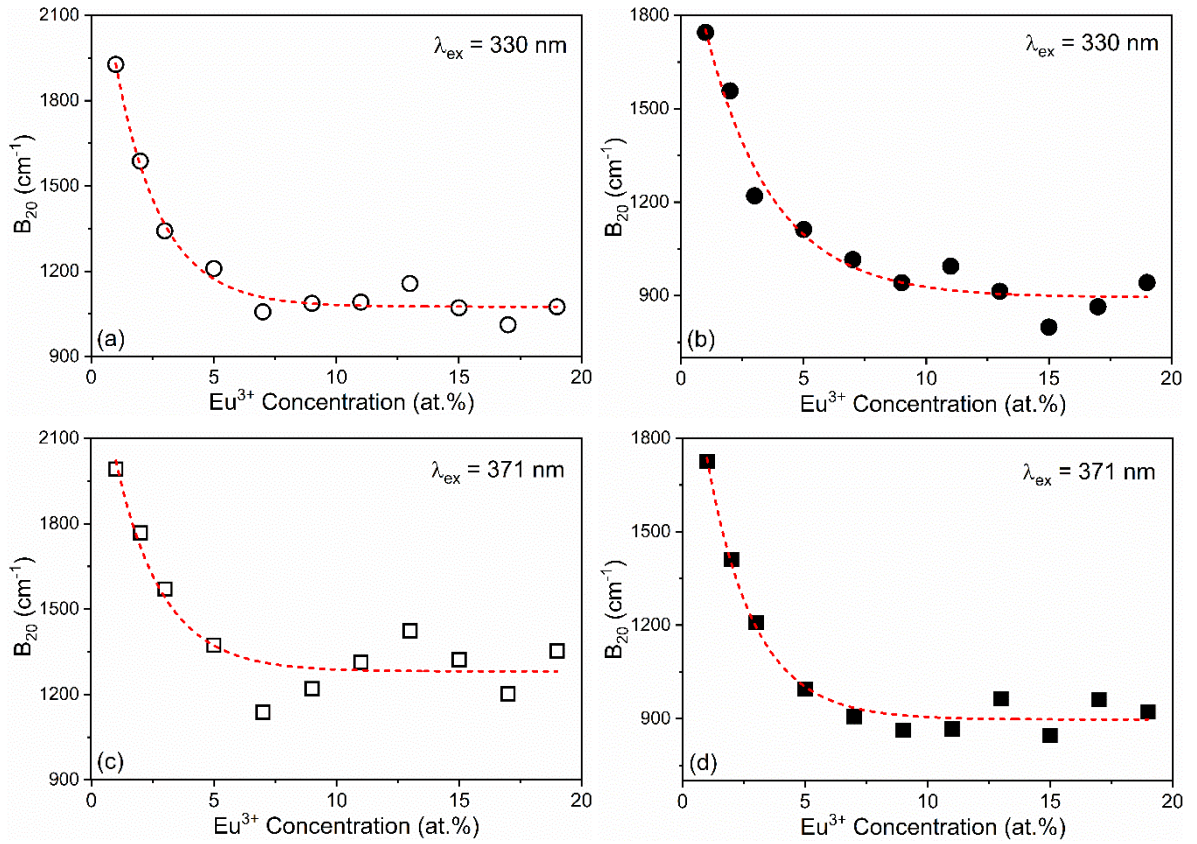 2100
1800
1500
1200
900
B₂₀ (cm⁻¹)
λₑₓ = 330 nm
(a)
0 5 10 15 20
Eu³⁺ Concentration (at.%)
1800
1500
1200
900
B₂₀ (cm⁻¹)
λₑₓ = 330 nm
(b)
0 5 10 15 20
Eu³⁺ Concentration (at.%)
2100
1800
1500
1200
900
B₂₀ (cm⁻¹)
λₑₓ = 371 nm
(c)
0 5 10 15 20
Eu³⁺ Concentration (at.%)
1800
1500
1200
900
B₂₀ (cm⁻¹)
λₑₓ = 371 nm
(d)
0 5 10 15 20
Eu³⁺ Concentration (at.%)